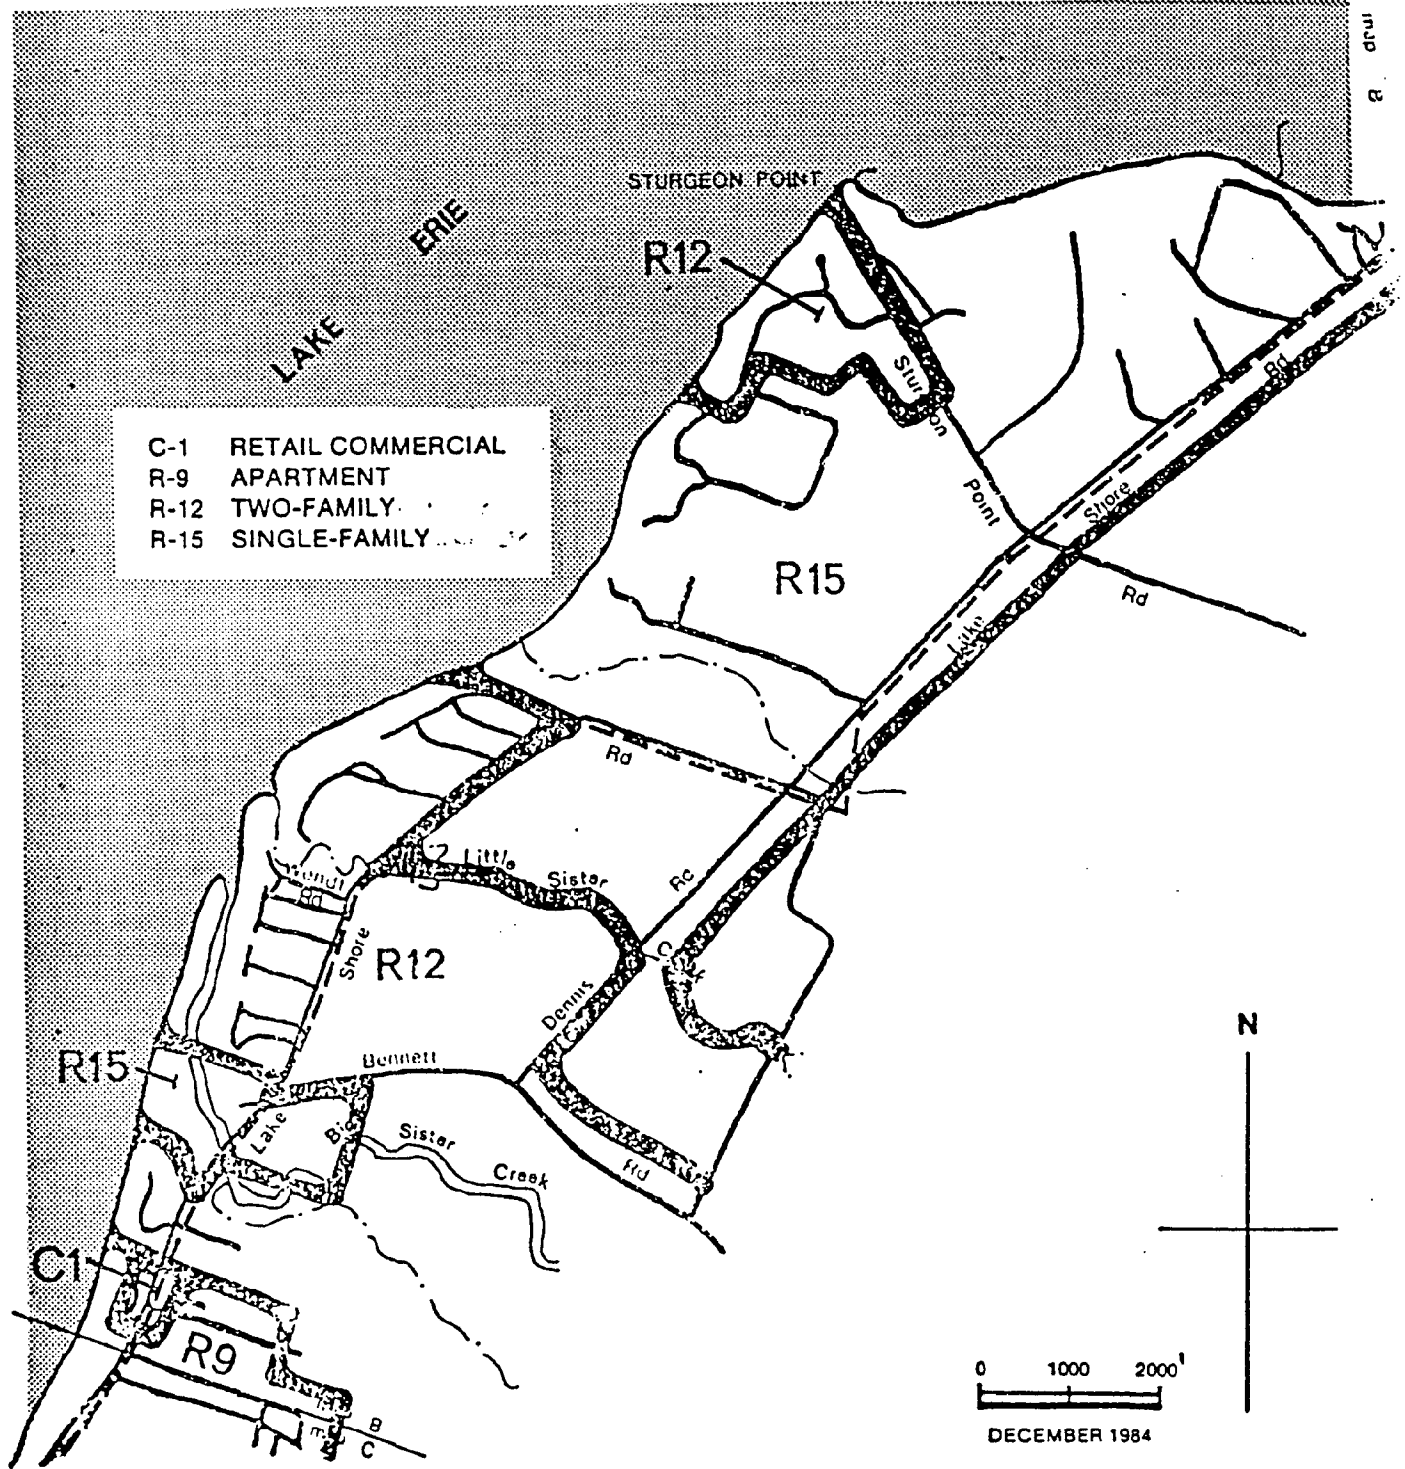 STURGEON POINT
R12
LAKE ERIE
C-1 RETAIL COMMERCIAL
R-9 APARTMENT
R-12 TWO-FAMILY
R-15 SINGLE-FAMILY
Rd
Point
Shore
R15
Rd
Lake
Rd
Little
Sister
Rd
Shore
R12
Dennis
N
R15
Bennett
Lake
Big
Sister
Creek
Rd
C1
R9
B
C
0 1000 2000'
DECEMBER 1984